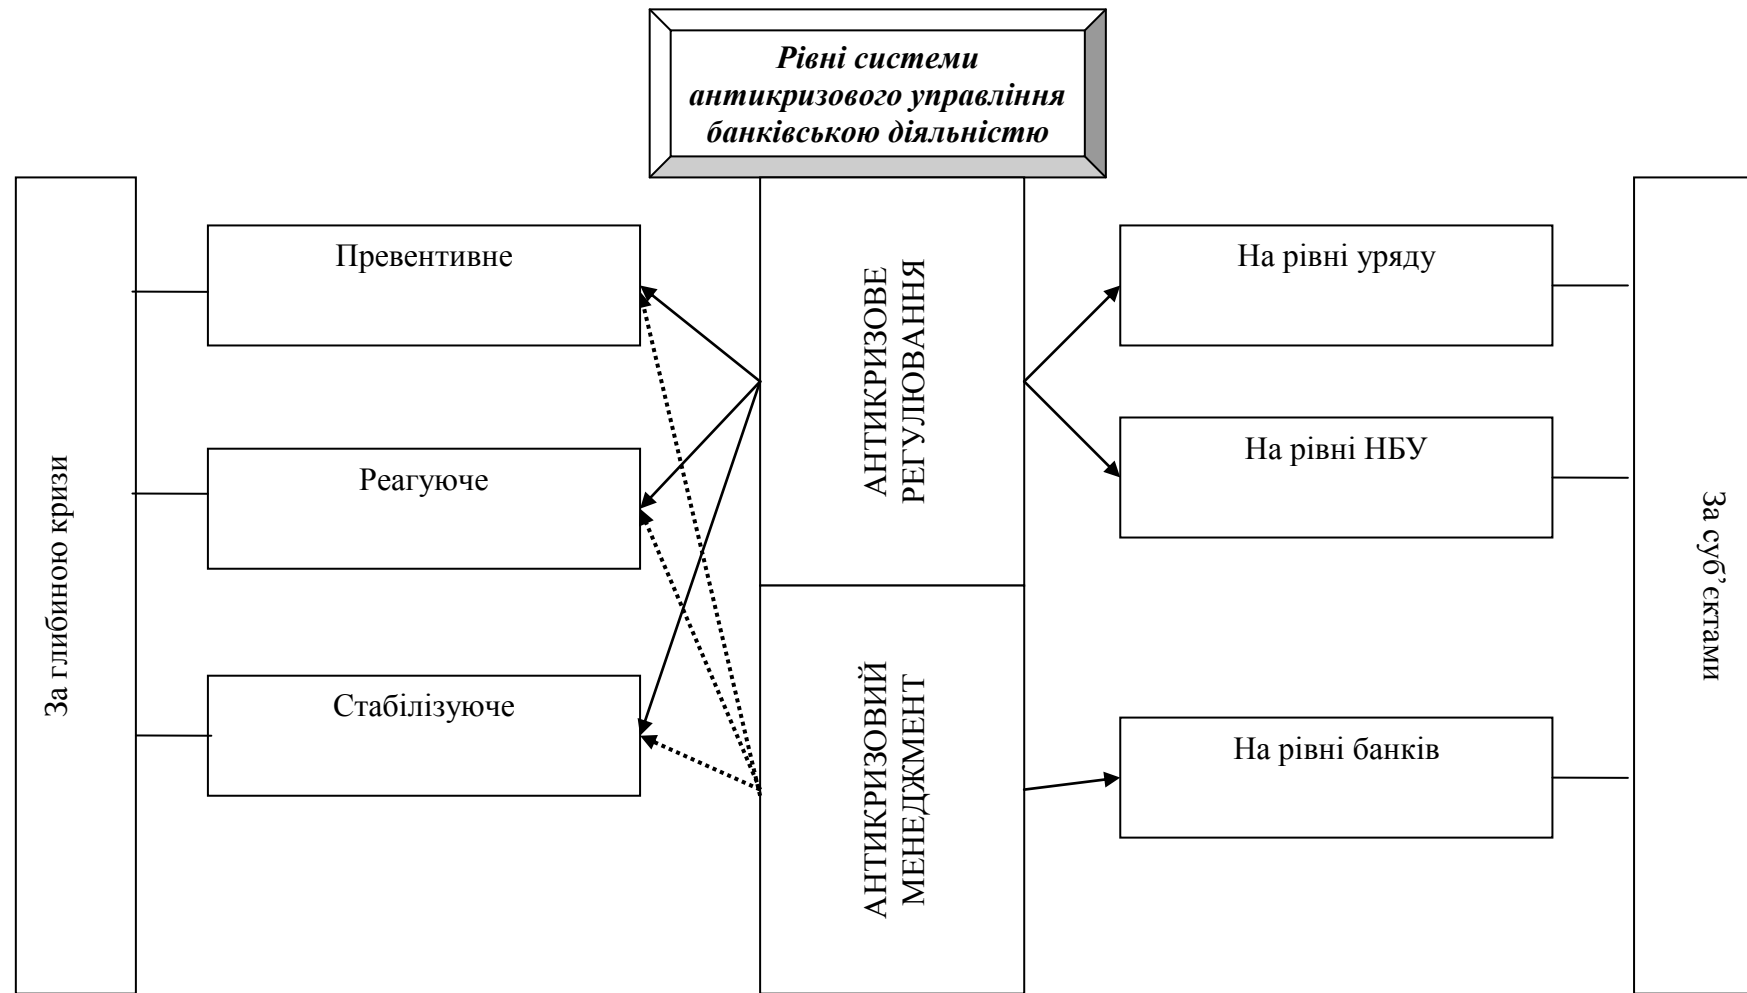 Рівні системи
антикризового управління
банківською діяльністю
За глибиною кризи
Превентивне
Реагуюче
Стабілізуюче
АНТИКРИЗОВЕ
РЕГУЛЮВАННЯ
АНТИКРИЗОВИЙ
МЕНЕДЖМЕНТ
На рівні уряду
На рівні НБУ
На рівні банків
За суб’єктами